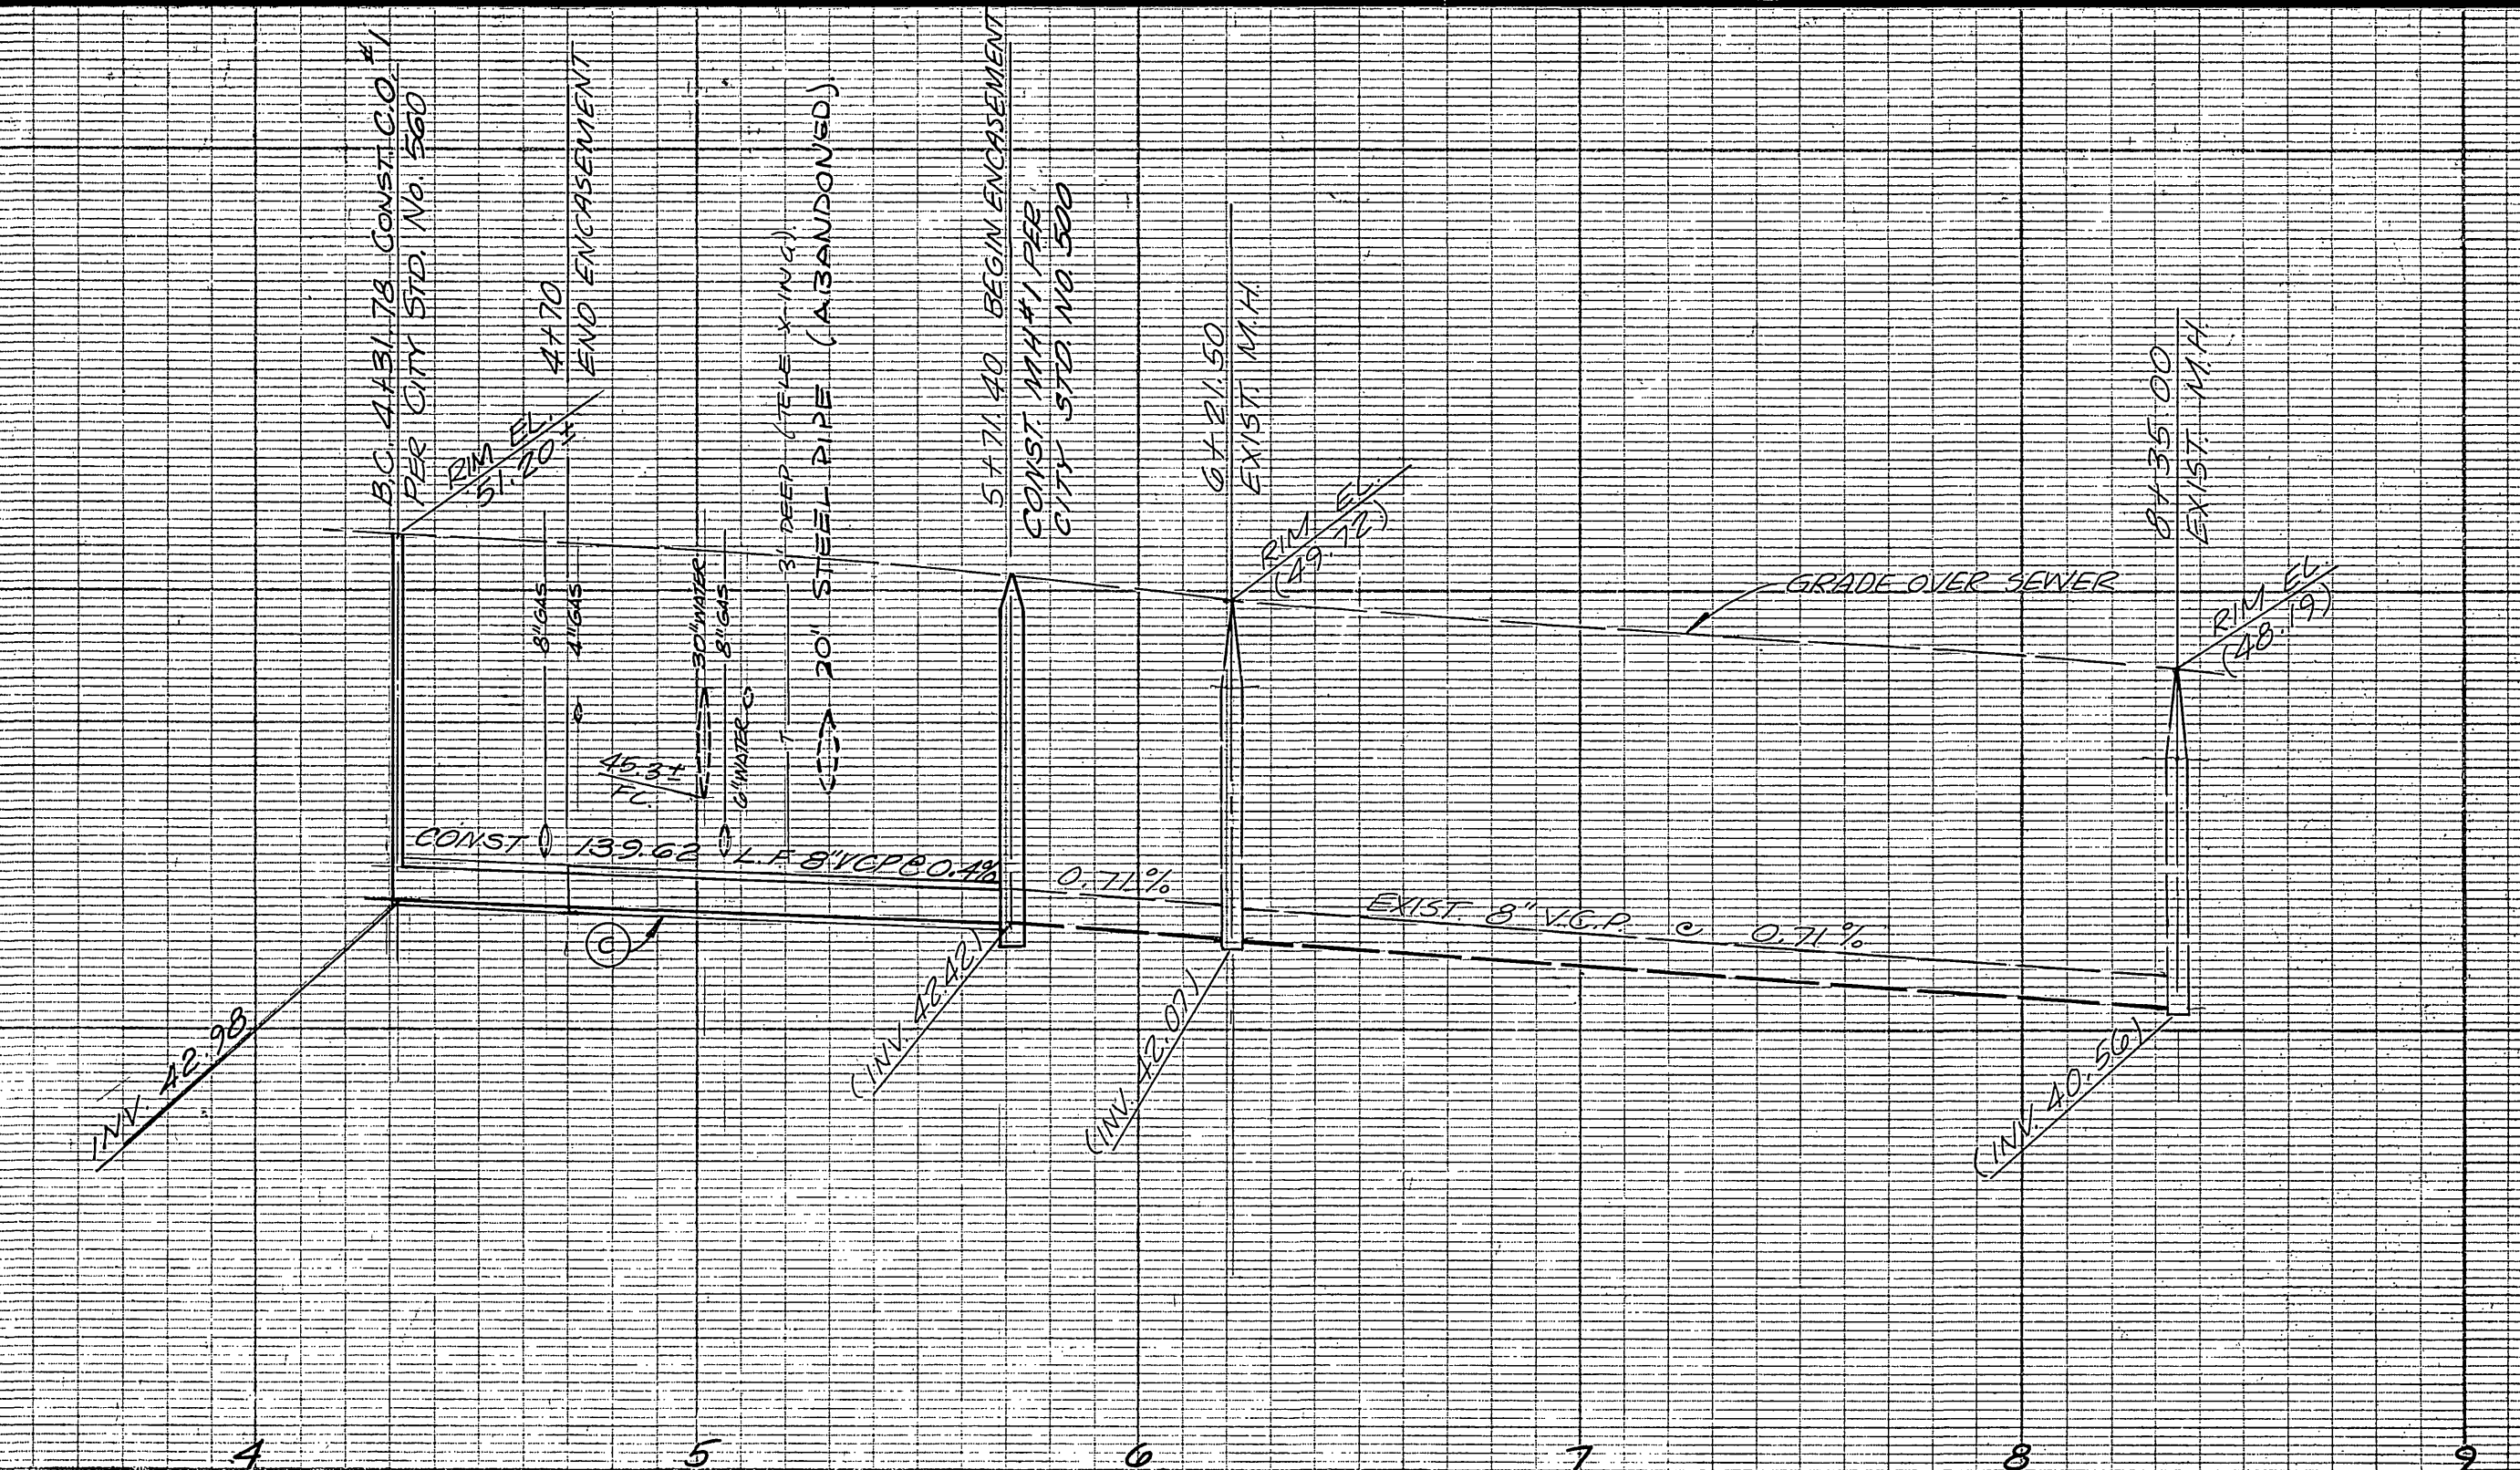 B.C. 4+31.78 CONST. C.O. #1
PER CITY STD. No. 560
4+70
END ENCASEMENT
RIM EL.
51.20±
8" GAS
4" GAS
30" WATER
8" GAS
6" WATER
3' DEEP (TELE X-ING).
20" STEEL PIPE (ABANDONED)
45.3±
5+71.40 BEGIN ENCASEMENT
CONST. MH #1 PER
CITY STD. NO. 500
6+21.50
EXIST. M.H.
RIM EL.
(49.72)
GRADE OVER SEWER
8+35.00
EXIST. M.H.
RIM EL.
(48.19)
CONST 139.62 L.F. 8" VCP @ 0.4%
0.71%
EXIST. 8" V.C.P. @ 0.71%
C
INV. 42.98
(INV. 42.42)
(INV. 42.07)
(INV. 40.56)
4 5 6 7 8 9